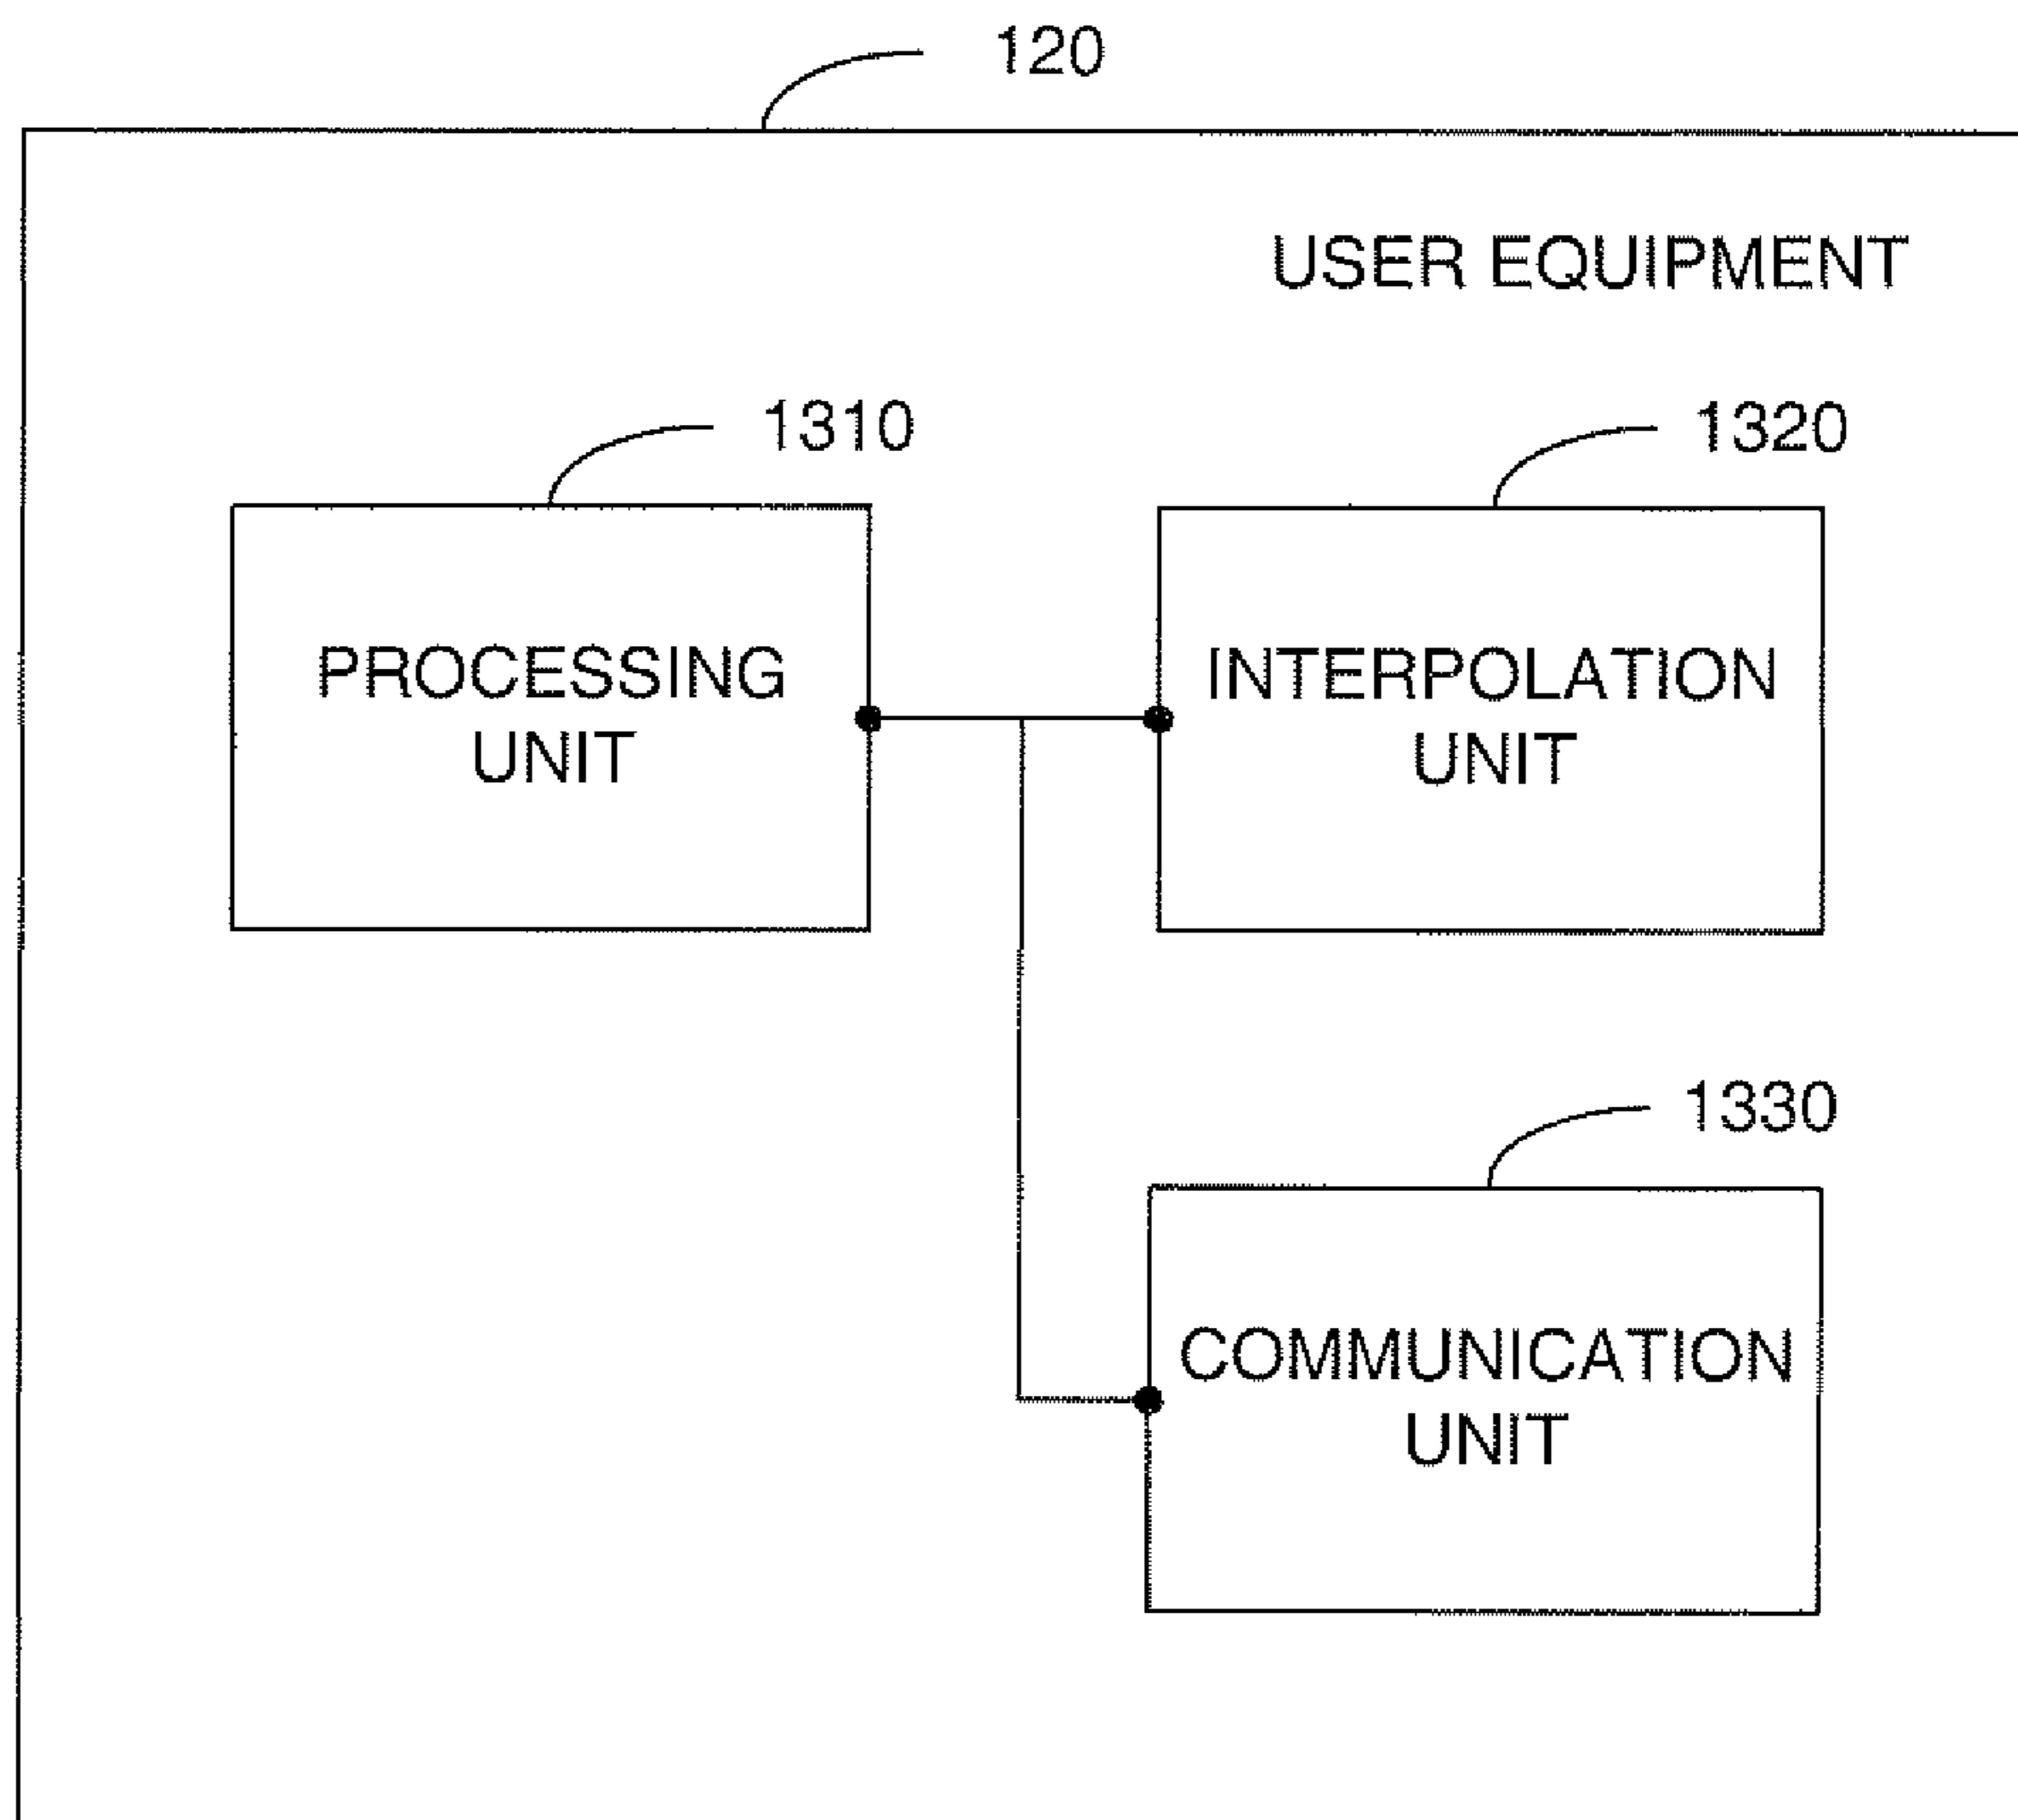 120
USER EQUIPMENT
1310
1320
PROCESSING
UNIT
INTERPOLATION
UNIT
1330
COMMUNICATION
UNIT